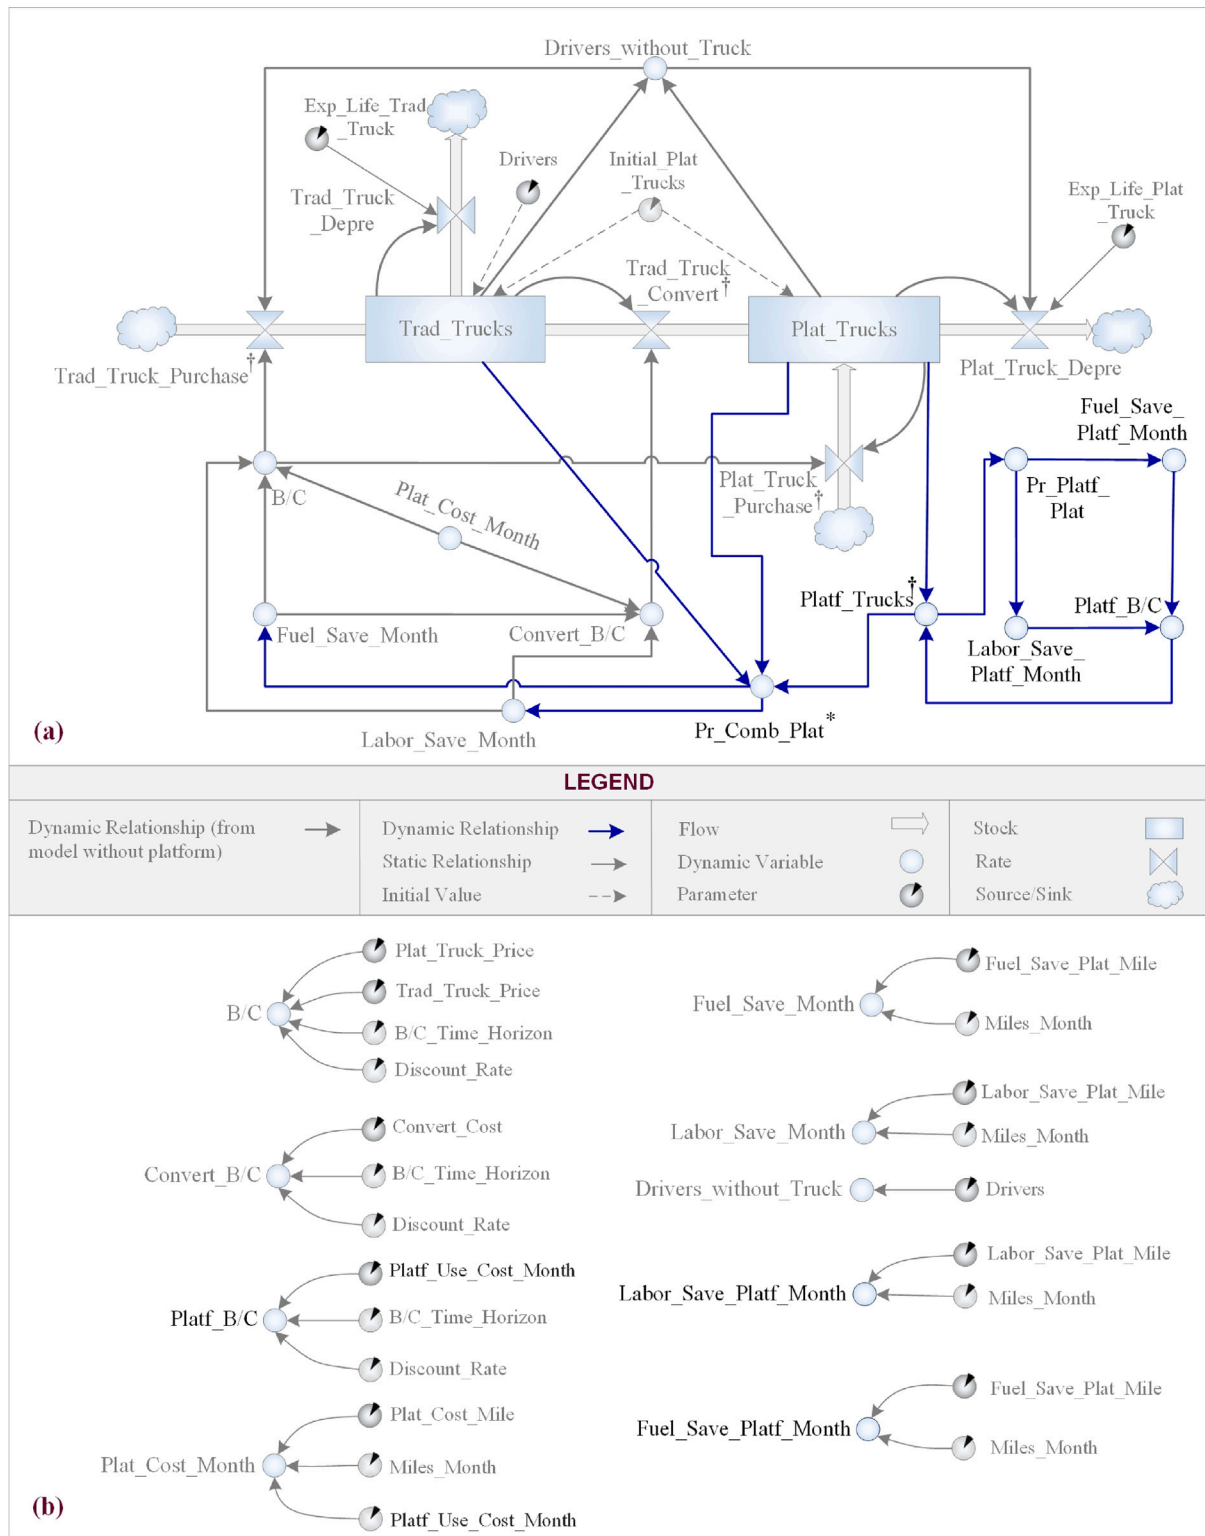 Drivers_without_Truck
Exp_Life_Trad
_Truck
Drivers
Initial_Plat
_Trucks
Trad_Truck
_Depre
Exp_Life_Plat
_Truck
Trad_Truck
_Convert†
Trad_Trucks
Plat_Trucks
Trad_Truck_Purchase†
Plat_Truck_Depre
Fuel_Save_
Platf_Month
B/C
Plat_Cost_Month
Plat_Truck
_Purchase†
Pr_Platf_
Plat
Fuel_Save_Month
Convert_B/C
Platf_Trucks†
Platf_B/C
Labor_Save_
Platf_Month
Labor_Save_Month
Pr_Comb_Plat*
(a)
LEGEND
Dynamic Relationship (from
model without platform)
Dynamic Relationship
Static Relationship
Initial Value
Flow
Dynamic Variable
Parameter
Stock
Rate
Source/Sink
B/C
Plat_Truck_Price
Trad_Truck_Price
B/C_Time_Horizon
Discount_Rate
Convert_B/C
Convert_Cost
B/C_Time_Horizon
Discount_Rate
Platf_B/C
Platf_Use_Cost_Month
B/C_Time_Horizon
Discount_Rate
Plat_Cost_Month
Plat_Cost_Mile
Miles_Month
Platf_Use_Cost_Month
Fuel_Save_Month
Fuel_Save_Plat_Mile
Miles_Month
Labor_Save_Month
Labor_Save_Plat_Mile
Miles_Month
Drivers_without_Truck
Drivers
Labor_Save_Platf_Month
Labor_Save_Plat_Mile
Miles_Month
Fuel_Save_Platf_Month
Fuel_Save_Plat_Mile
Miles_Month
(b)